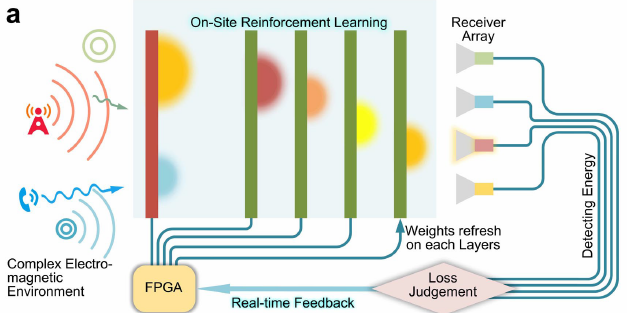 a
On-Site Reinforcement Learning
Receiver
Array
Detecting Energy
Weights refresh
on each Layers
Complex Electro-
magnetic
Environment
FPGA
Real-time Feedback
Loss
Judgement